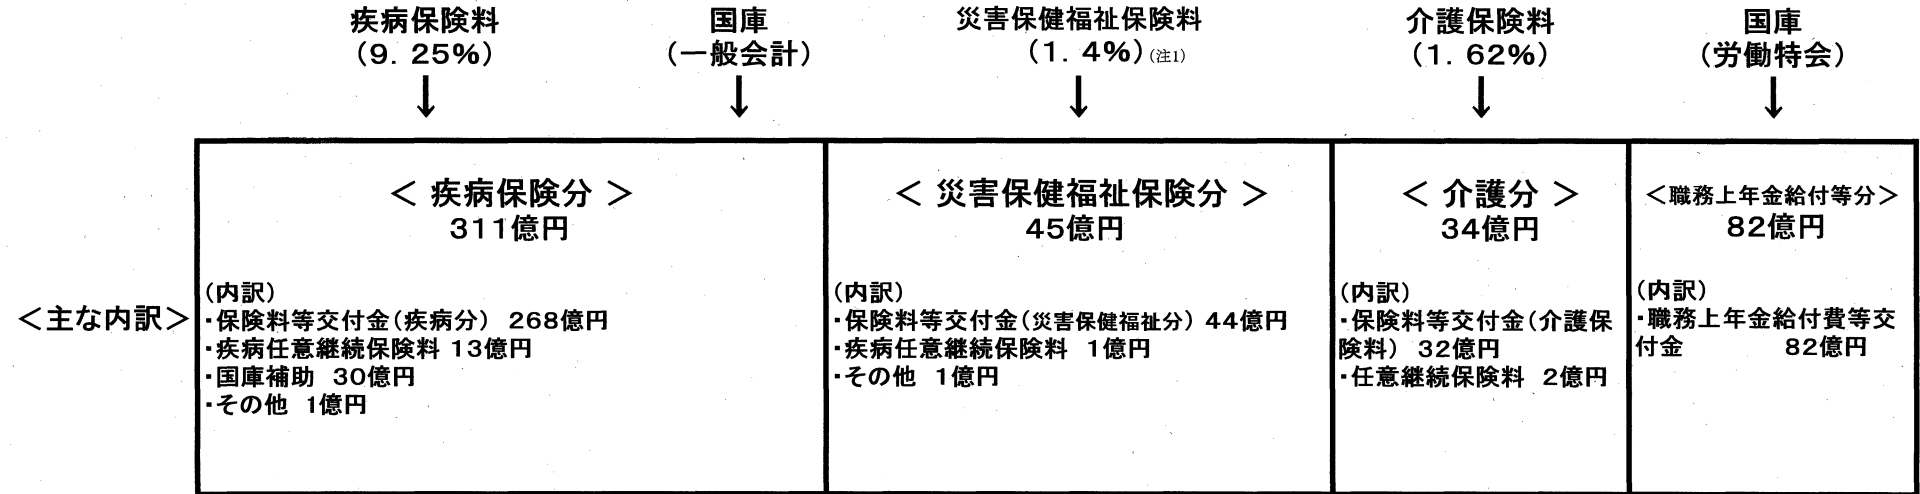 疾病保険料
（9．25%）
国庫
（一般会計）
災害保健福祉保険料
（1．4%）（注1）
介護保険料
（1．62%）
国庫
（労働特会）
＜主な内訳＞
＜ 疾病保険分 ＞
311億円
（内訳）
・保険料等交付金（疾病分） 268億円
・疾病任意継続保険料 13億円
・国庫補助 30億円
・その他 1億円
＜ 災害保健福祉保険分 ＞
45億円
（内訳）
・保険料等交付金（災害保健福祉分） 44億円
・疾病任意継続保険料 1億円
・その他 1億円
＜ 介護分 ＞
34億円
（内訳）
・保険料等交付金（介護保
険料） 32億円
・任意継続保険料 2億円
＜職務上年金給付等分＞
82億円
（内訳）
・職務上年金給付費等交
付金 82億円